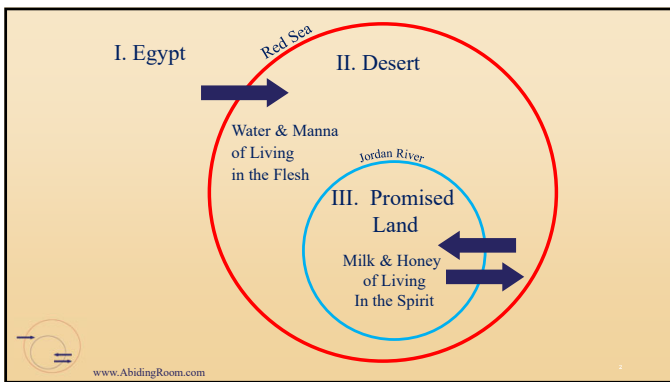 I. Egypt
Red Sea
II. Desert
Water & Manna
of Living
in the Flesh
Jordan River
III. Promised
Land
Milk & Honey
of Living
In the Spirit
www.AbidingRoom.com